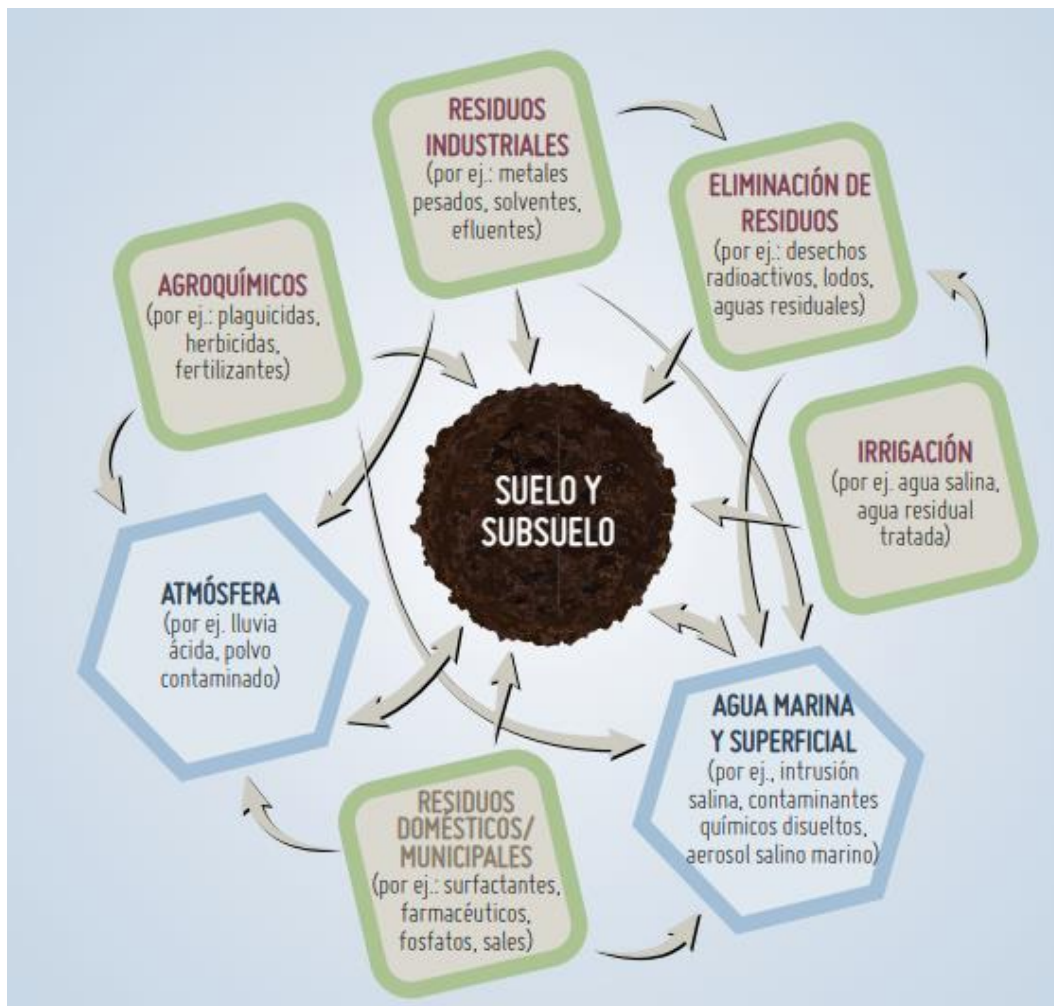 RESIDUOS
INDUSTRIALES
(por ej.: metales
pesados, solventes,
efluentes)
ELIMINACIÓN DE
RESIDUOS
(por ej.: desechos
radioactivos, lodos,
aguas residuales)
AGROQUÍMICOS
(por ej.: plaguicidas,
herbicidas,
fertilizantes)
IRRIGACIÓN
(por ej. agua salina,
agua residual
tratada)
SUELO Y
SUBSUELO
ATMÓSFERA
(por ej. lluvia
ácida, polvo
contaminado)
AGUA MARINA
Y SUPERFICIAL
(por ej., intrusión
salina, contaminantes
químicos disueltos,
aerosol salino marino)
RESIDUOS
DOMÉSTICOS/
MUNICIPALES
(por ej.: surfactantes,
farmacéuticos,
fosfatos, sales)